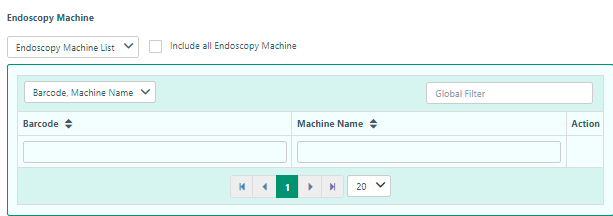 Endoscopy Machine
Endoscopy Machine List Include all Endoscopy Machine
Barcode, Machine Name Global Filter
Barcode Machine Name Action
1 20